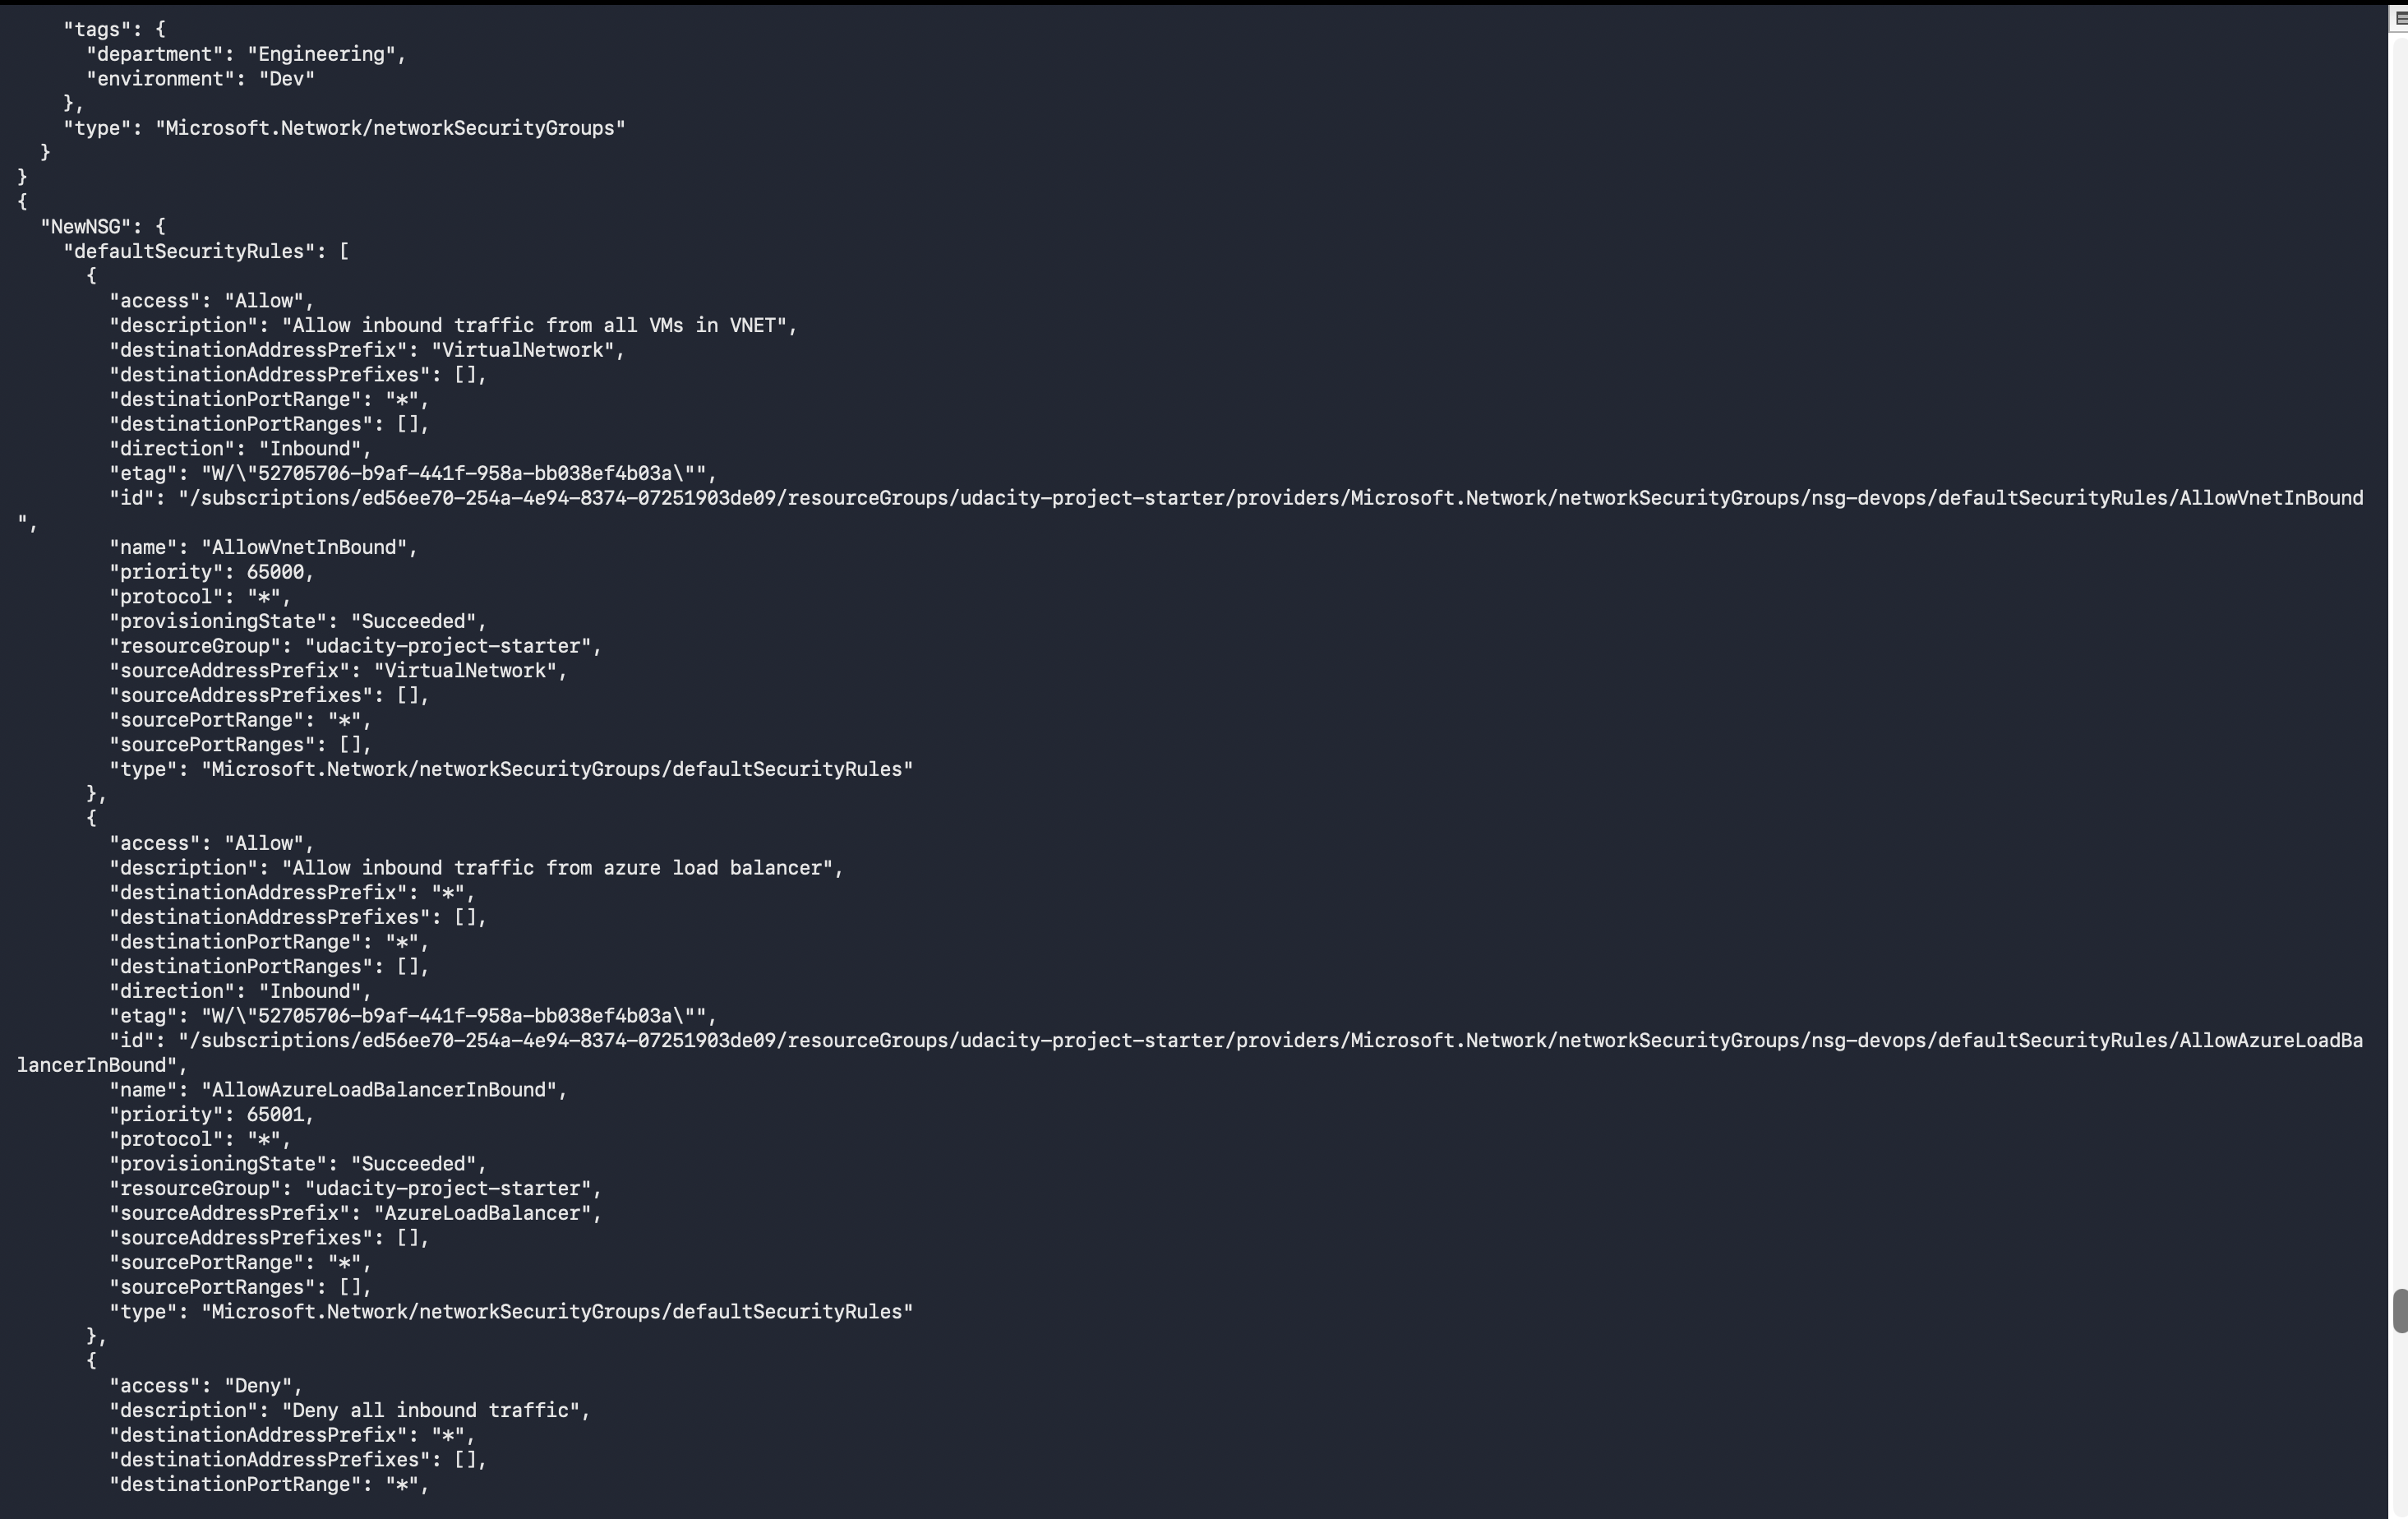 "tags": {
      "department": "Engineering",
      "environment": "Dev"
    },
    "type": "Microsoft.Network/networkSecurityGroups"
  }
}
{
  "NewNSG": {
    "defaultSecurityRules": [
      {
        "access": "Allow",
        "description": "Allow inbound traffic from all VMs in VNET",
        "destinationAddressPrefix": "VirtualNetwork",
        "destinationAddressPrefixes": [],
        "destinationPortRange": "*",
        "destinationPortRanges": [],
        "direction": "Inbound",
        "etag": "W/\"52705706-b9af-441f-958a-bb038ef4b03a\"",
        "id": "/subscriptions/ed56ee70-254a-4e94-8374-07251903de09/resourceGroups/udacity-project-starter/providers/Microsoft.Network/networkSecurityGroups/nsg-devops/defaultSecurityRules/AllowVnetInBound
",
        "name": "AllowVnetInBound",
        "priority": 65000,
        "protocol": "*",
        "provisioningState": "Succeeded",
        "resourceGroup": "udacity-project-starter",
        "sourceAddressPrefix": "VirtualNetwork",
        "sourceAddressPrefixes": [],
        "sourcePortRange": "*",
        "sourcePortRanges": [],
        "type": "Microsoft.Network/networkSecurityGroups/defaultSecurityRules"
      },
      {
        "access": "Allow",
        "description": "Allow inbound traffic from azure load balancer",
        "destinationAddressPrefix": "*",
        "destinationAddressPrefixes": [],
        "destinationPortRange": "*",
        "destinationPortRanges": [],
        "direction": "Inbound",
        "etag": "W/\"52705706-b9af-441f-958a-bb038ef4b03a\"",
        "id": "/subscriptions/ed56ee70-254a-4e94-8374-07251903de09/resourceGroups/udacity-project-starter/providers/Microsoft.Network/networkSecurityGroups/nsg-devops/defaultSecurityRules/AllowAzureLoadBa
lancerInBound",
        "name": "AllowAzureLoadBalancerInBound",
        "priority": 65001,
        "protocol": "*",
        "provisioningState": "Succeeded",
        "resourceGroup": "udacity-project-starter",
        "sourceAddressPrefix": "AzureLoadBalancer",
        "sourceAddressPrefixes": [],
        "sourcePortRange": "*",
        "sourcePortRanges": [],
        "type": "Microsoft.Network/networkSecurityGroups/defaultSecurityRules"
      },
      {
        "access": "Deny",
        "description": "Deny all inbound traffic",
        "destinationAddressPrefix": "*",
        "destinationAddressPrefixes": [],
        "destinationPortRange": "*",